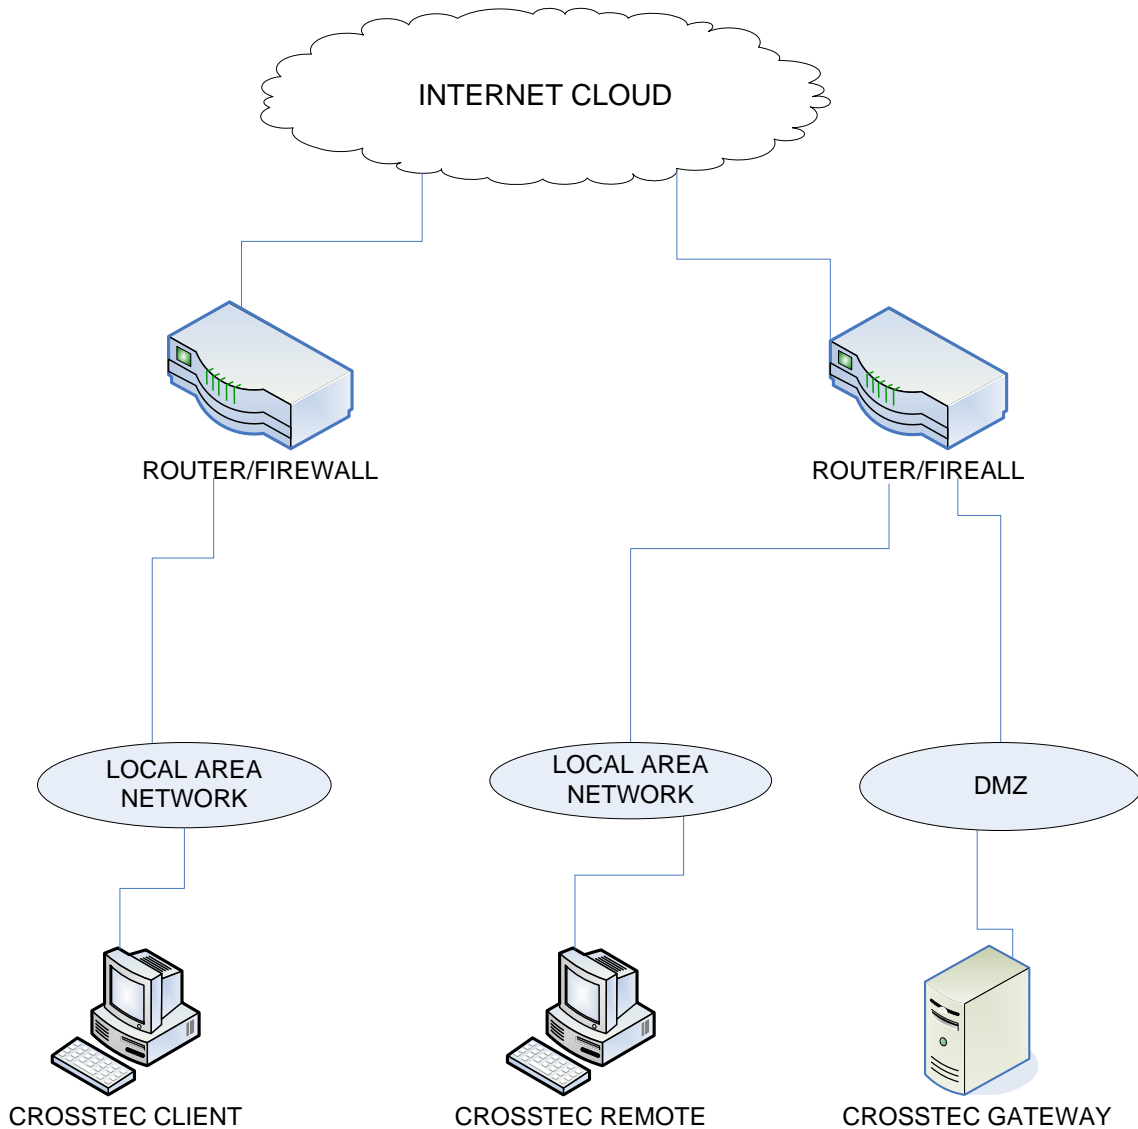 INTERNET CLOUD
ROUTER/FIREWALL
ROUTER/FIREALL
LOCAL AREA
NETWORK
LOCAL AREA
NETWORK
DMZ
CROSSTEC CLIENT
CROSSTEC REMOTE
CROSSTEC GATEWAY